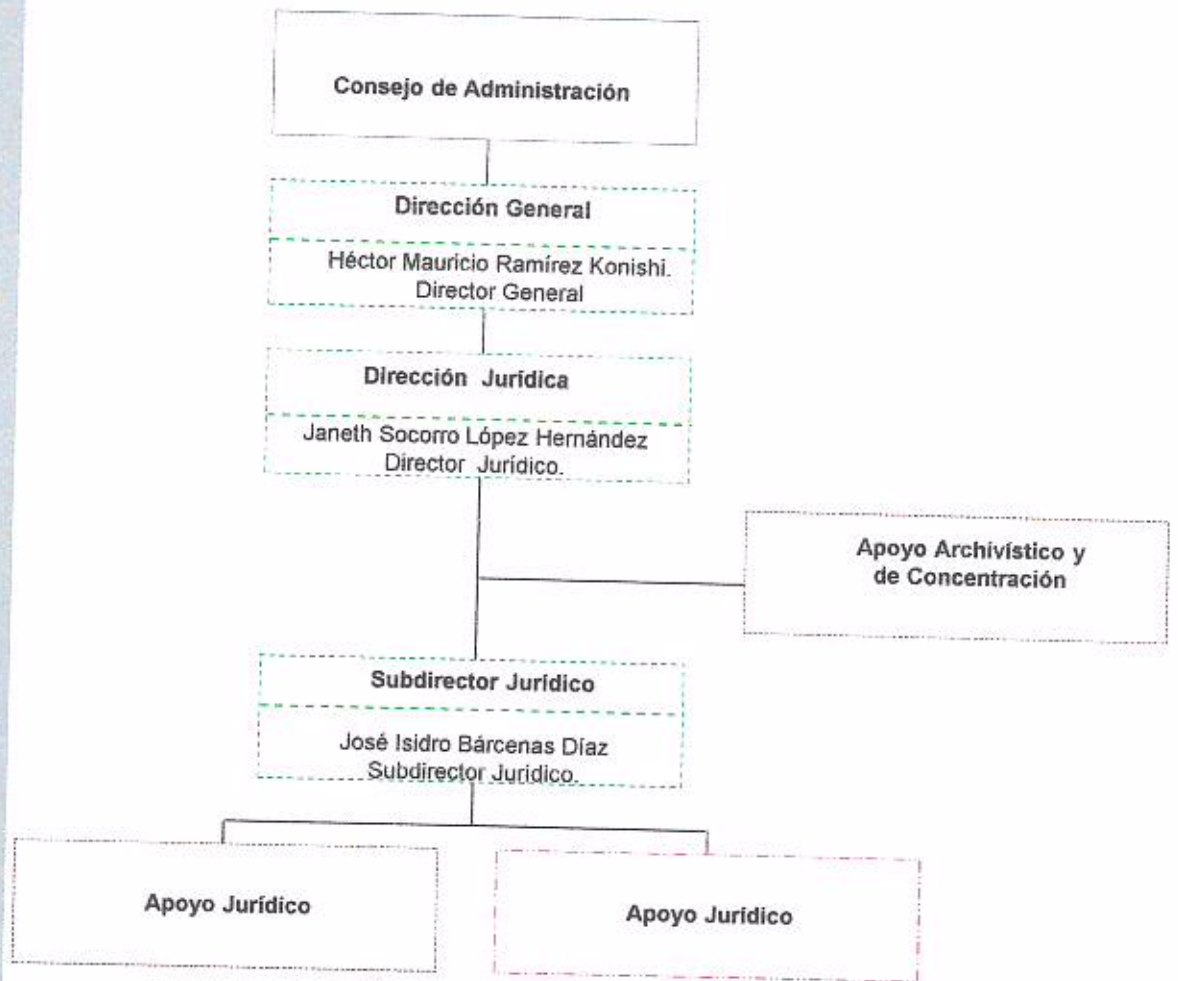 Consejo de Administración
Dirección General
Héctor Mauricio Ramírez Konishi.
Director General
Dirección Jurídica
Janeth Socorro López Hernández
Director Jurídico.
Apoyo Archivístico y
de Concentración
Subdirector Jurídico
José Isidro Bárcenas Díaz
Subdirector Juridico.
Apoyo Jurídico
Apoyo Jurídico